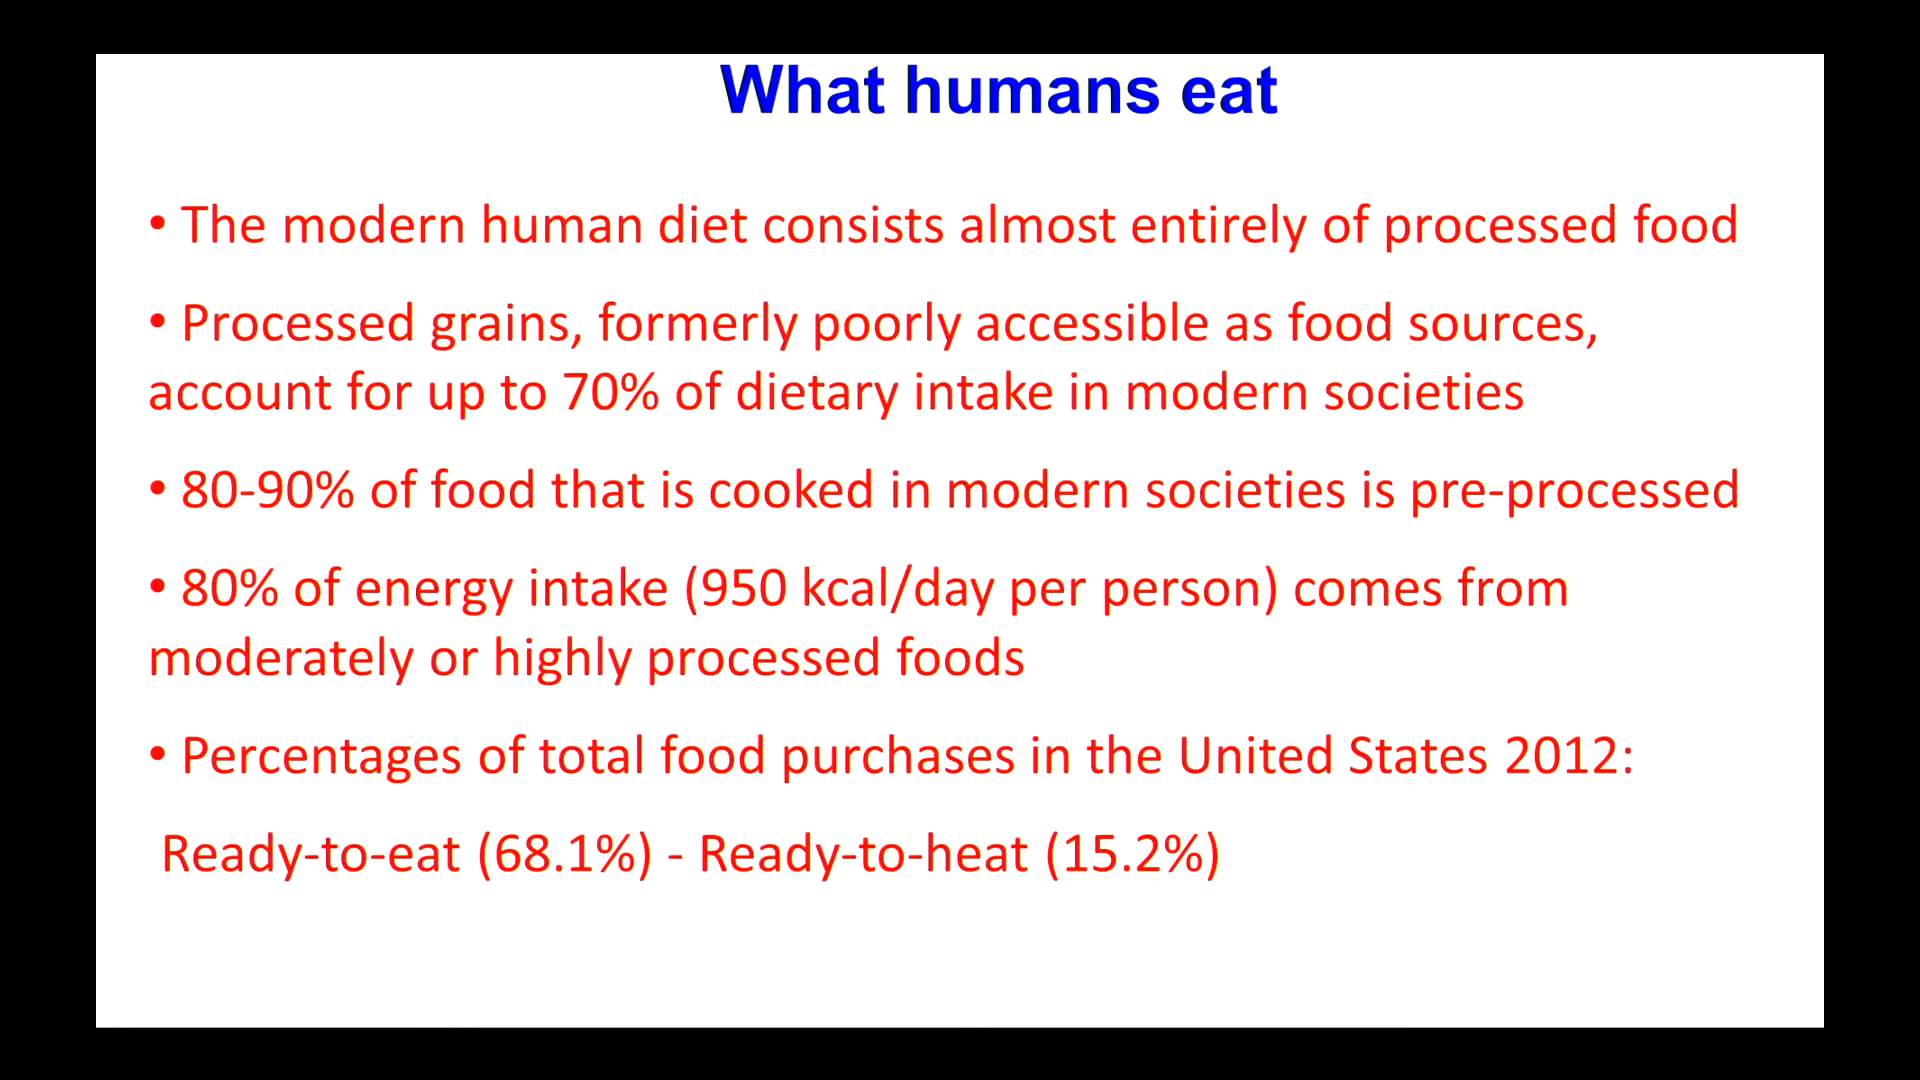 What humans eat
• The modern human diet consists almost entirely of processed food
• Processed grains, formerly poorly accessible as food sources,
account for up to 70% of dietary intake in modern societies
• 80-90% of food that is cooked in modern societies is pre-processed
• 80% of energy intake (950 kcal/day per person) comes from
moderately or highly processed foods
• Percentages of total food purchases in the United States 2012:
Ready-to-eat (68.1%) - Ready-to-heat (15.2%)